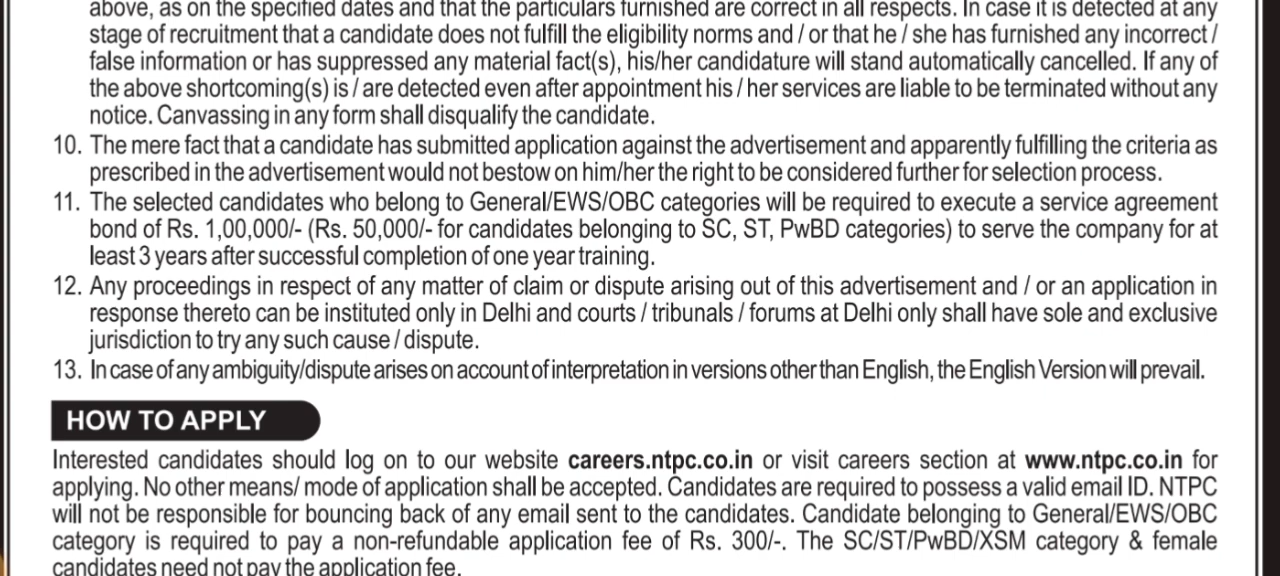 above, as on the specified dates and that the particulars furnished are correct in all respects. In case it is detected at any
stage of recruitment that a candidate does not fulfill the eligibility norms and / or that he / she has furnished any incorrect /
false information or has suppressed any material fact(s), his/her candidature will stand automatically cancelled. If any of
the above shortcoming(s) is / are detected even after appointment his / her services are liable to be terminated without any
notice. Canvassing in any form shall disqualify the candidate.
10. The mere fact that a candidate has submitted application against the advertisement and apparently fulfilling the criteria as
prescribed in the advertisement would not bestow on him/her the right to be considered further for selection process.
11. The selected candidates who belong to General/EWS/OBC categories will be required to execute a service agreement
bond of Rs. 1,00,000/- (Rs. 50,000/- for candidates belonging to SC, ST, PwBD categories) to serve the company for at
least 3 years after successful completion of one year training.
12. Any proceedings in respect of any matter of claim or dispute arising out of this advertisement and / or an application in
response thereto can be instituted only in Delhi and courts / tribunals / forums at Delhi only shall have sole and exclusive
jurisdiction to try any such cause / dispute.
13. In case of any ambiguity/dispute arises on account of interpretation in versions other than English, the English Version will prevail.
HOW TO APPLY
Interested candidates should log on to our website careers.ntpc.co.in or visit careers section at www.ntpc.co.in for
applying. No other means/ mode of application shall be accepted. Candidates are required to possess a valid email ID. NTPC
will not be responsible for bouncing back of any email sent to the candidates. Candidate belonging to General/EWS/OBC
category is required to pay a non-refundable application fee of Rs. 300/-. The SC/ST/PwBD/XSM category & female
candidates need not pay the application fee.